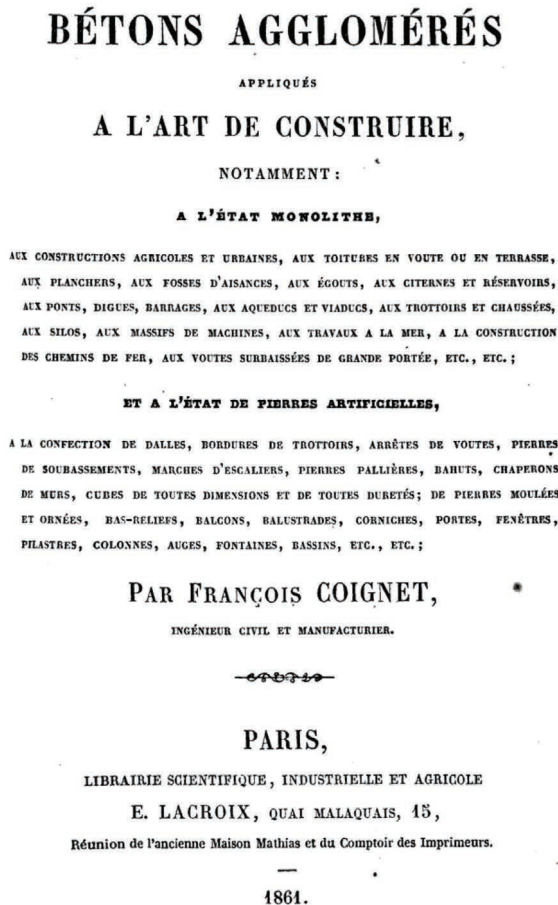 BÉTONS AGGLOMÉRÉS
APPLIQUÉS
A L'ART DE CONSTRUIRE,
NOTAMMENT :
A L'ÉTAT MONOLITHE,
AUX CONSTRUCTIONS AGRICOLES ET URBAINES, AUX TOITURES EN VOUTE OU EN TERRASSE,
AUX PLANCHERS, AUX FOSSES D'AISANCES, AUX ÉGOUTS, AUX CITERNES ET RÉSERVOIRS,
AUX PONTS, DIGUES, BARRAGES, AUX AQUEDUCS ET VIADUCS, AUX TROTTOIRS ET CHAUSSÉES,
AUX SILOS, AUX MASSIFS DE MACHINES, AUX TRAVAUX A LA MER, A LA CONSTRUCTION
DES CHEMINS DE FER, AUX VOUTES SURBAISSÉES DE GRANDE PORTÉE, ETC., ETC. ;
ET A L'ÉTAT DE PIERRES ARTIFICIELLES,
A LA CONFECTION DE DALLES, BORDURES DE TROTTOIRS, ARRÊTES DE VOUTES, PIERRES
DE SOUBASSEMENTS, MARCHES D'ESCALIERS, PIERRES PALLIÈRES, BAHUTS, CHAPERONS
DE MURS, CUBES DE TOUTES DIMENSIONS ET DE TOUTES DURETÉS; DE PIERRES MOULÉES
ET ORNÉES, BAS-RELIEFS, BALCONS, BALUSTRADES, CORNICHES, PORTES, FENÊTRES,
PILASTRES, COLONNES, AUGES, FONTAINES, BASSINS, ETC., ETC. ;
PAR FRANÇOIS COIGNET,
INGÉNIEUR CIVIL ET MANUFACTURIER.
PARIS,
LIBRAIRIE SCIENTIFIQUE, INDUSTRIELLE ET AGRICOLE
E. LACROIX, QUAI MALAQUAIS, 15,
Réunion de l'ancienne Maison Mathias et du Comptoir des Imprimeurs.
1861.